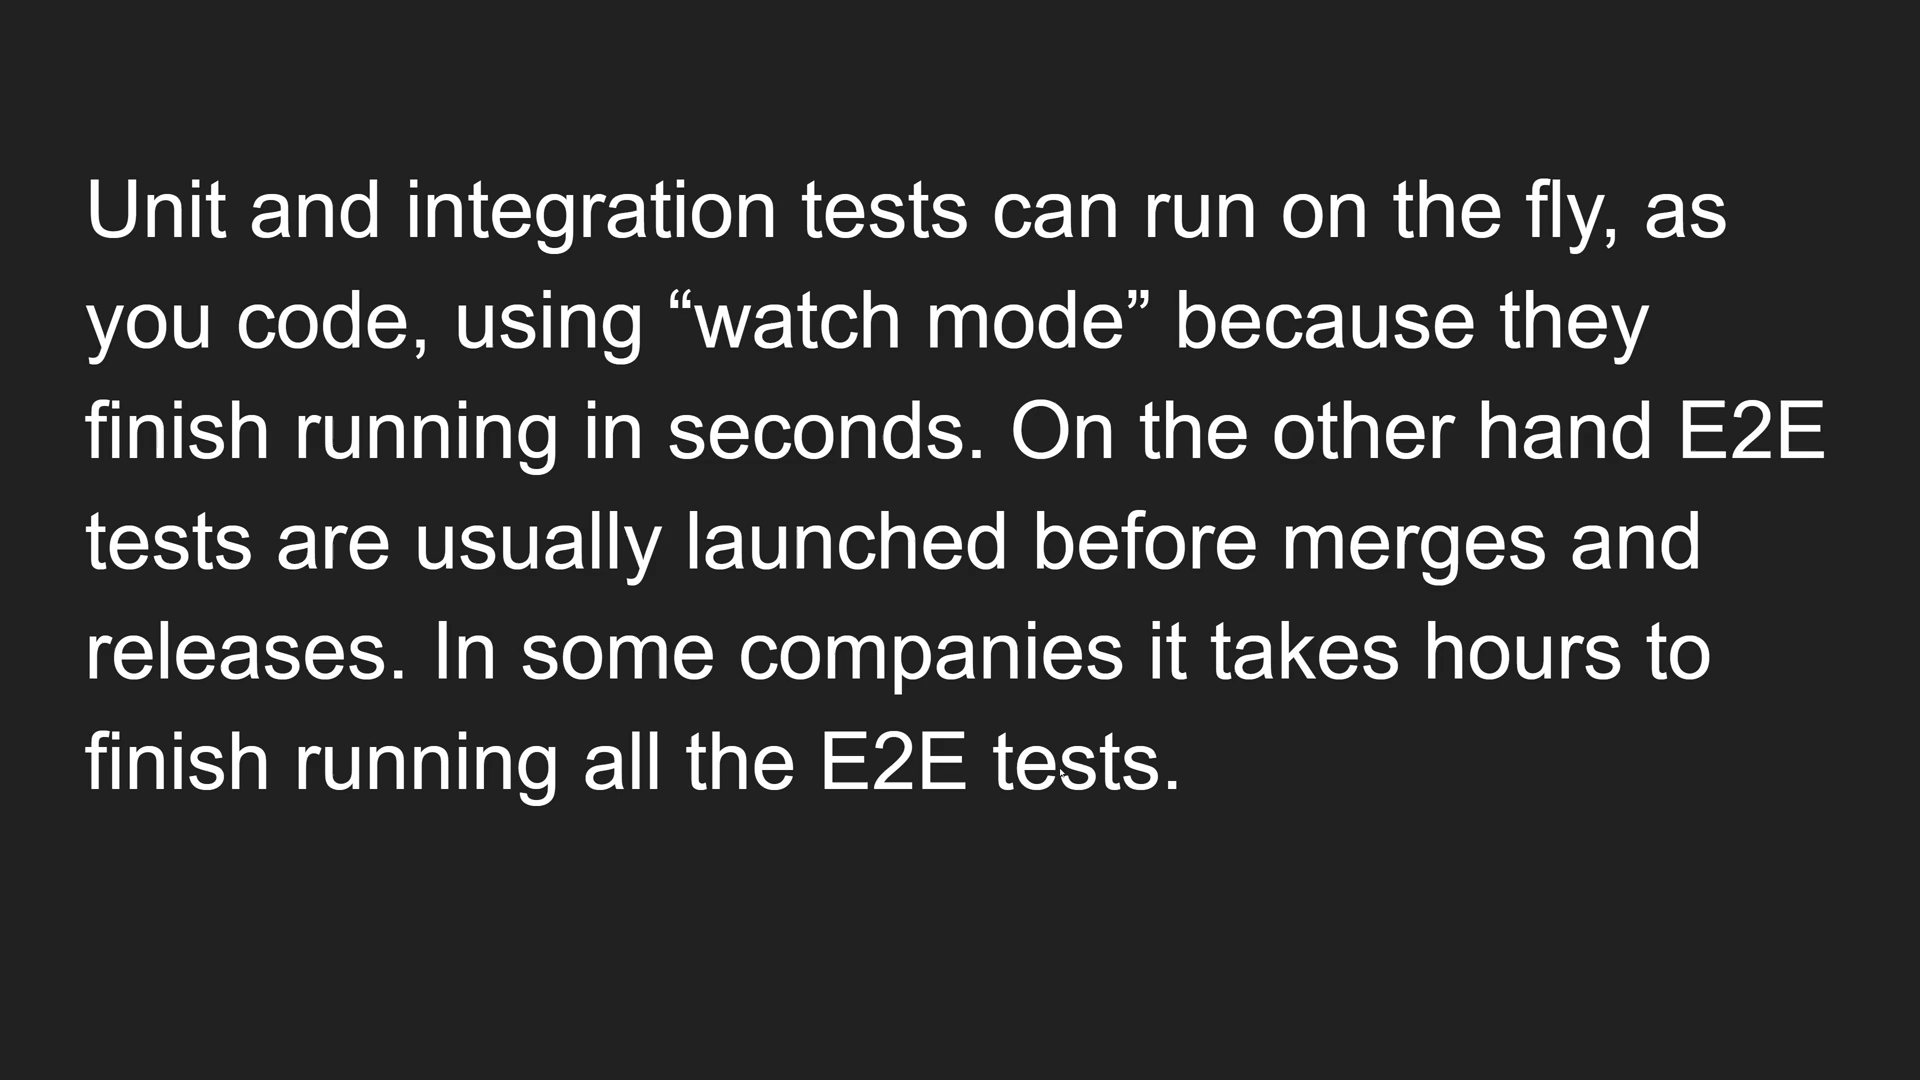 Unit and integration tests can run on the fly, as
you code, using “watch mode” because they
finish running in seconds. On the other hand E2E
tests are usually launched before merges and
releases. In some companies it takes hours to
finish running all the E2E tests.